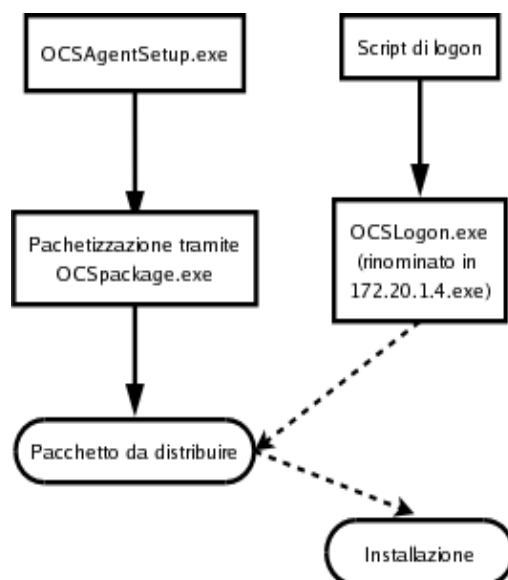 OCSAgentSetup.exe
Script di logon
Pachetizzazione tramite
OCSpackage.exe
OCSLogon.exe
(rinominato in
172.20.1.4.exe)
Pacchetto da distribuire
Installazione